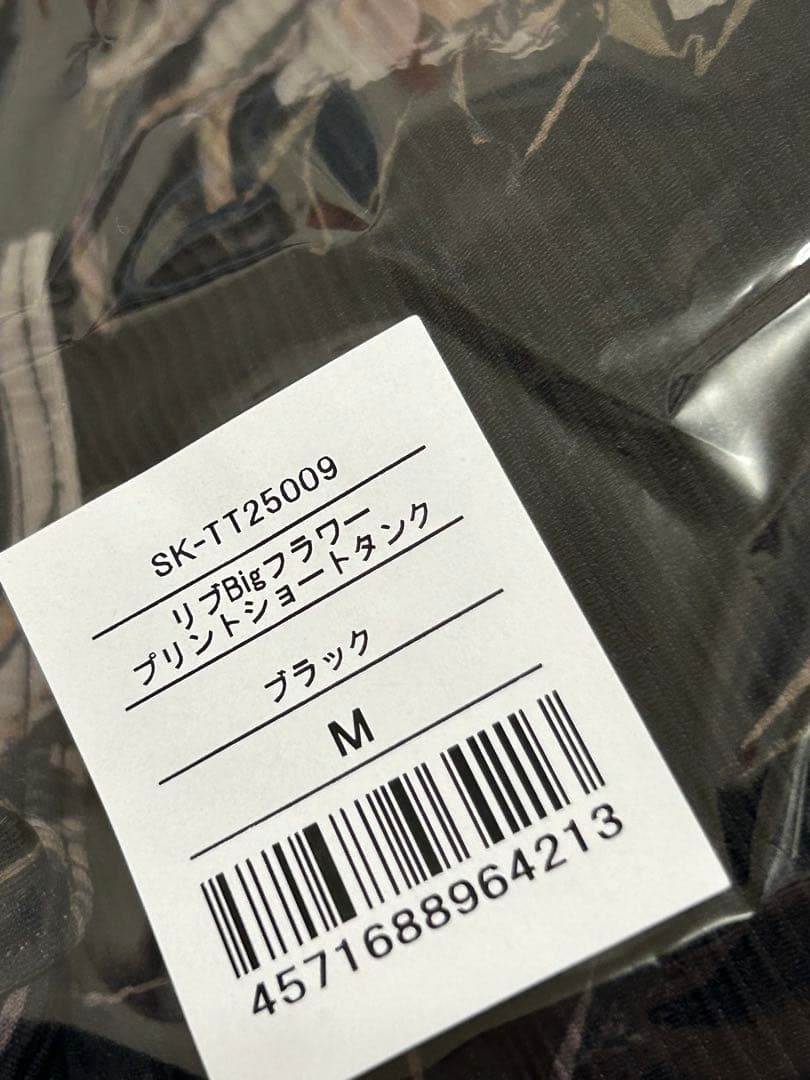 SK-TT25009
リブBigフラワー
プリントショートタンク
ブラック
M
4571688964213